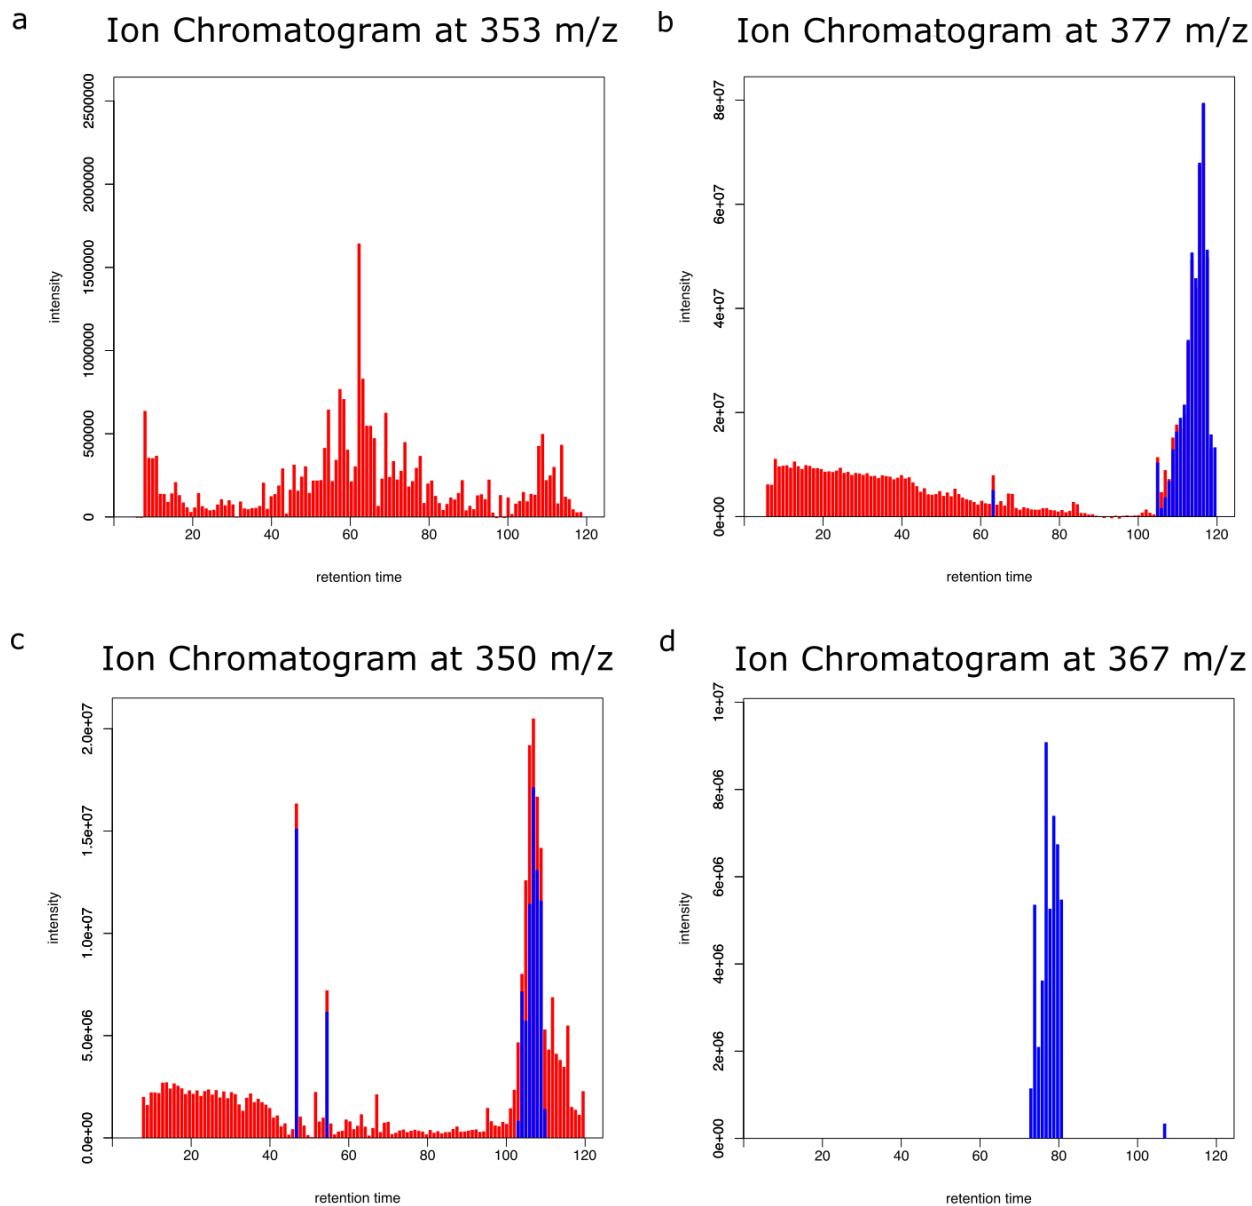 a
Ion Chromatogram at 353 m/z
2500000
2000000
1500000
1000000
500000
0
intensity
20 40 60 80 100 120
retention time
b
Ion Chromatogram at 377 m/z
8e+07
6e+07
4e+07
2e+07
0e+00
intensity
20 40 60 80 100 120
retention time
c
Ion Chromatogram at 350 m/z
2.0e+07
1.5e+07
1.0e+07
5.0e+06
0.0e+00
intensity
20 40 60 80 100 120
retention time
d
Ion Chromatogram at 367 m/z
1e+07
8e+06
6e+06
4e+06
2e+06
0e+00
intensity
20 40 60 80 100 120
retention time